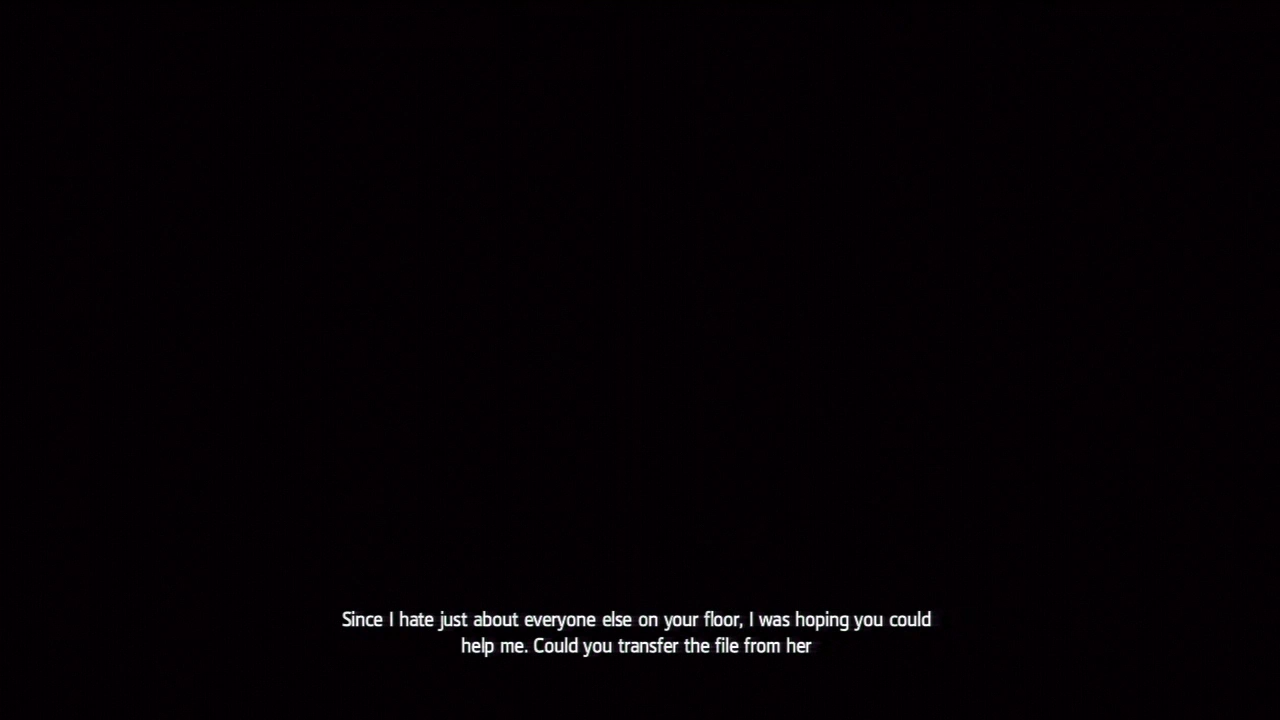 Since I hate just about everyone else on your floor, I was hoping you could
help me. Could you transfer the file from her